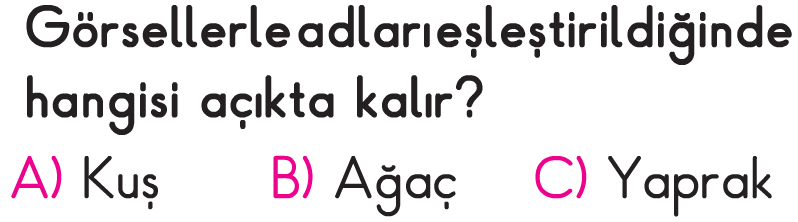 Görsellerle adları eşleştirildiğinde
hangisi açıkta kalır?
A) Kuş B) Ağaç C) Yaprak